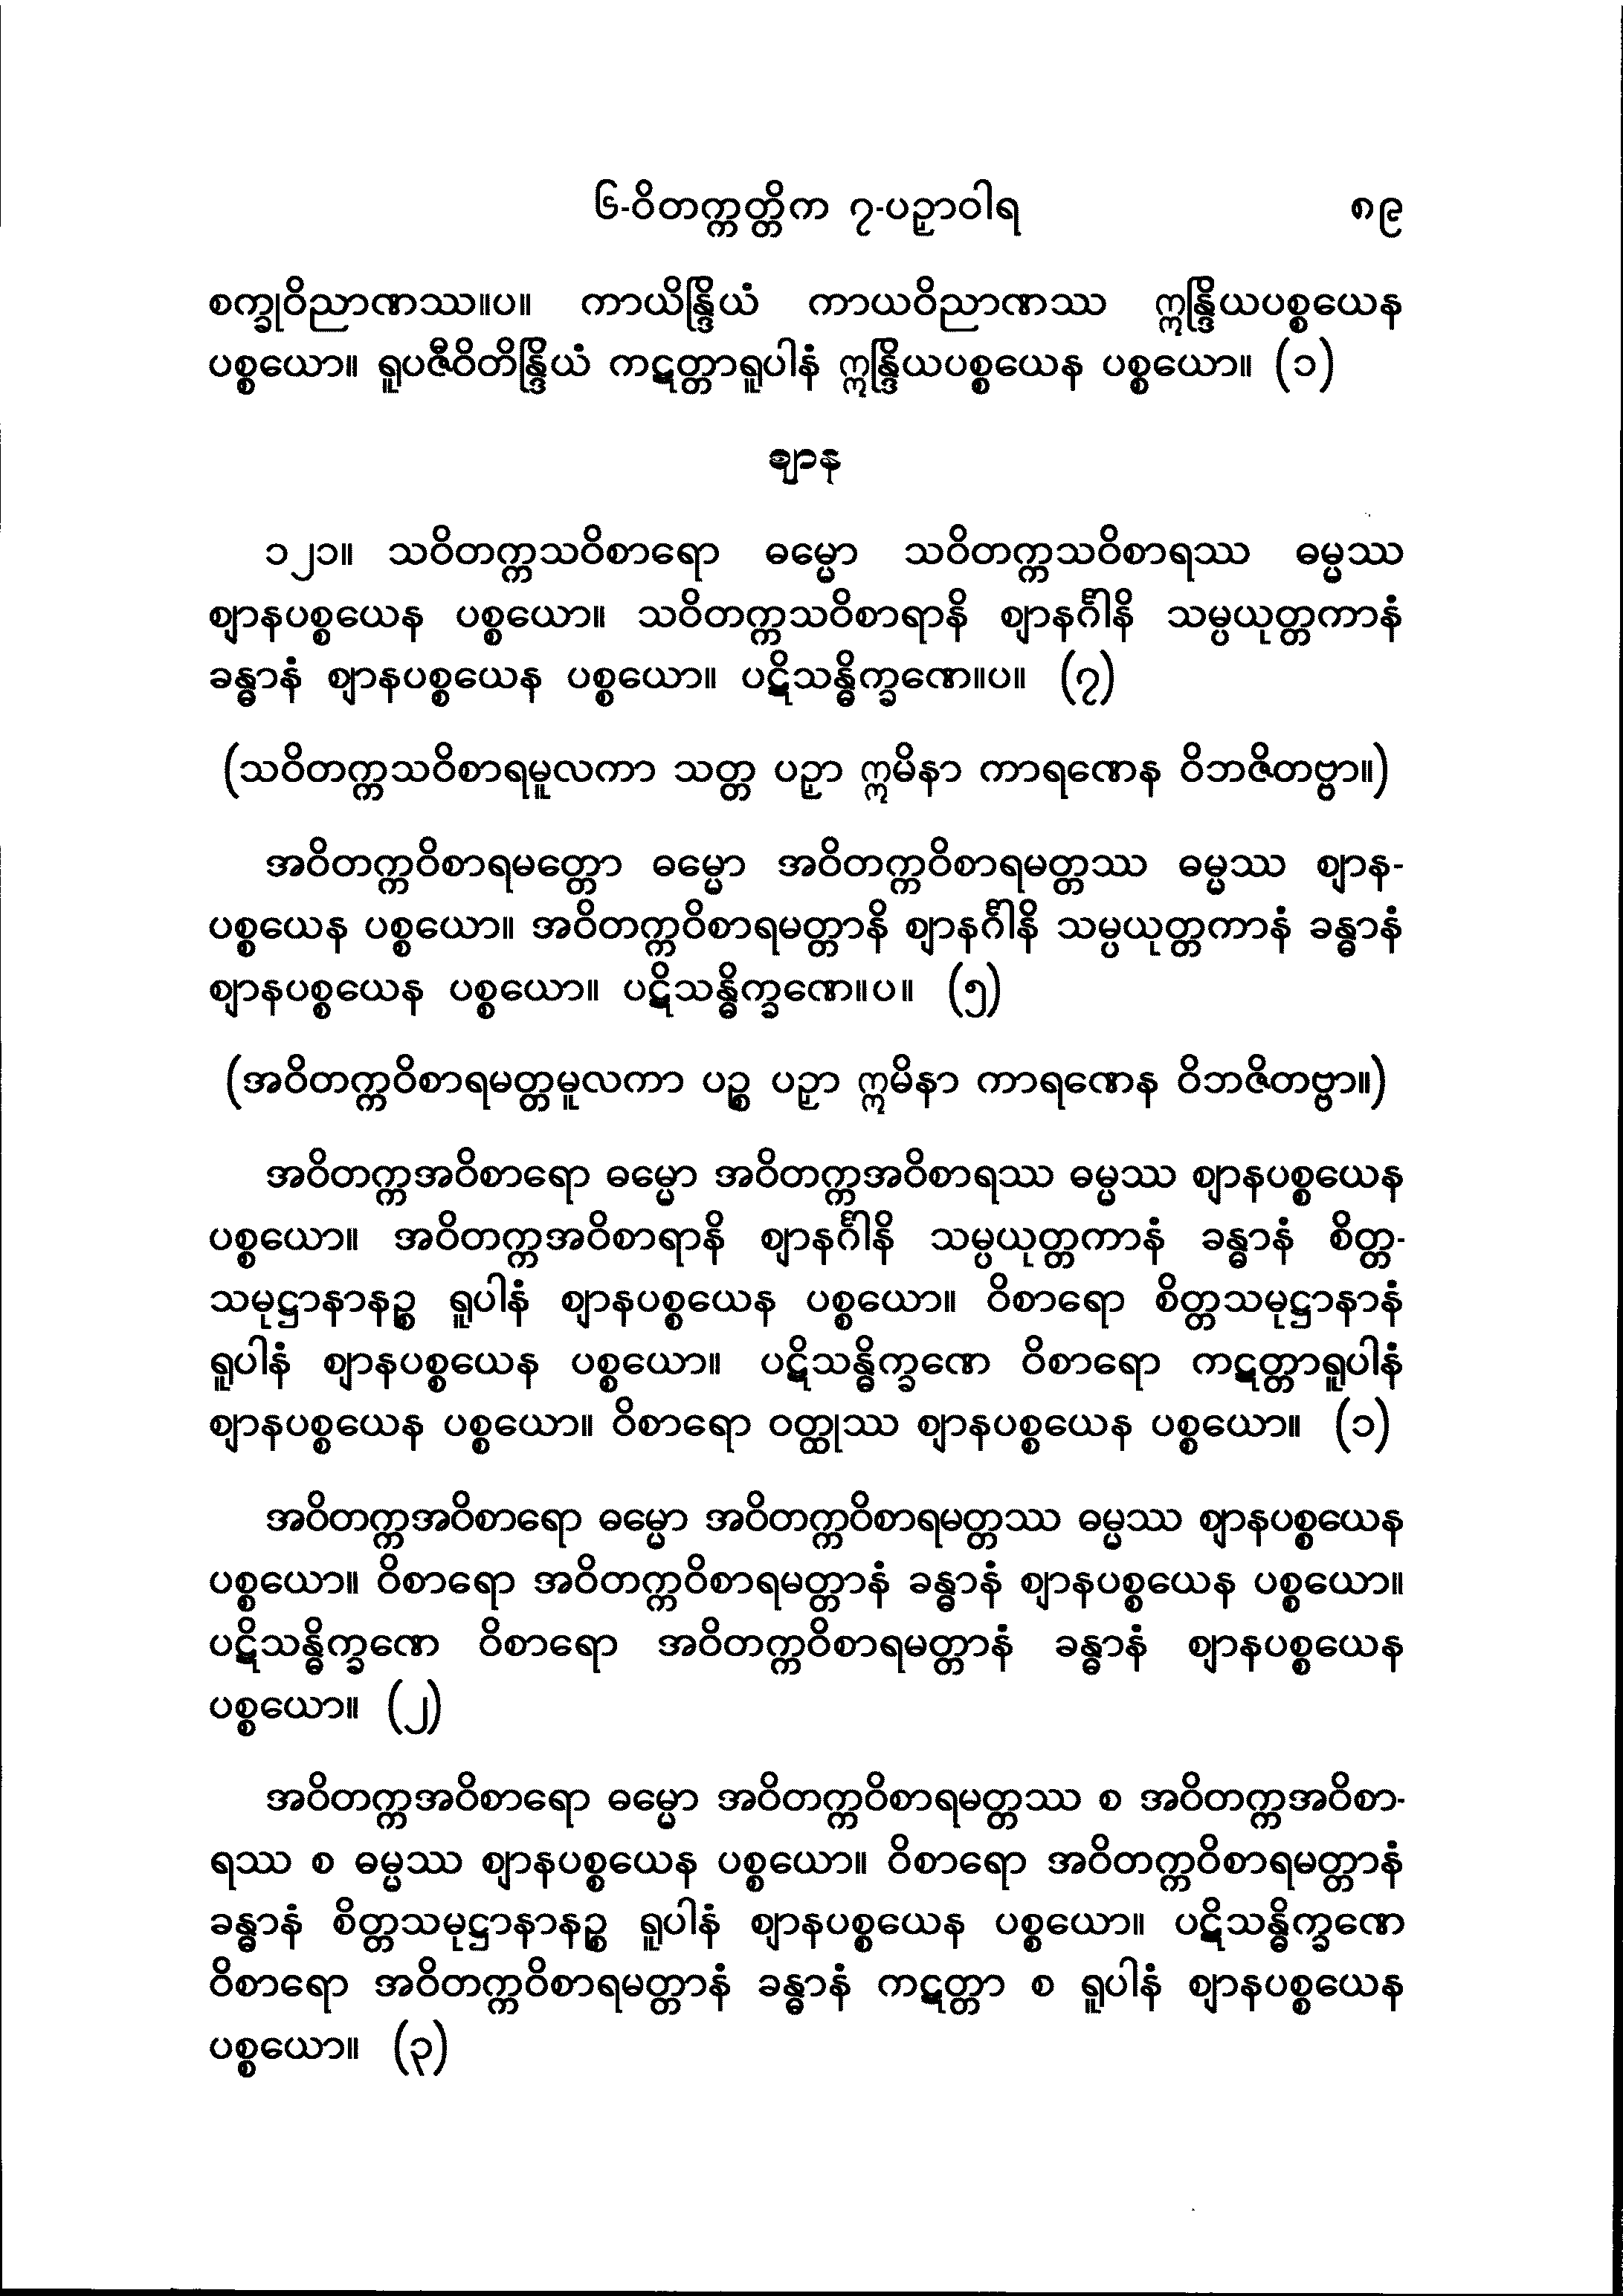 ၆-ဝိတက္ကတ္တိက ၇-ပဉှာဝါရ ၈၉
စက္ခုဝိညာဏဿ။ပ။ ကာယိန္ဒြိယံ ကာယဝိညာဏဿ ဣန္ဒြိယပစ္စယေန
ပစ္စယော။ ရူပဇီဝိတိန္ဒြိယံ ကဋတ္တာရူပါနံ ဣန္ဒြိယပစ္စယေန ပစ္စယော။ (၁)
ဈာန
၁၂၁။ သဝိတက္ကသဝိစာရော ဓမ္မော သဝိတက္ကသဝိစာရဿ ဓမ္မဿ
ဈာနပစ္စယေန ပစ္စယော။ သဝိတက္ကသဝိစာရာနိ ဈာနင်္ဂါနိ သမ္ပယုတ္တကာနံ
ခန္ဓာနံ ဈာနပစ္စယေန ပစ္စယော။ ပဋိသန္ဓိက္ခဏေ။ပ။ (၇)
(သဝိတက္ကသဝိစာရမူလကာ သတ္တ ပဉှာ ဣမိနာ ကာရဏေန ဝိဘဇိတဗ္ဗာ။)
အဝိတက္ကဝိစာရမတ္တော ဓမ္မော အဝိတက္ကဝိစာရမတ္တဿ ဓမ္မဿ ဈာန-
ပစ္စယေန ပစ္စယော။ အဝိတက္ကဝိစာရမတ္တာနိ ဈာနင်္ဂါနိ သမ္ပယုတ္တကာနံ ခန္ဓာနံ
ဈာနပစ္စယေန ပစ္စယော။ ပဋိသန္ဓိက္ခဏေ။ပ။ (၅)
(အဝိတက္ကဝိစာရမတ္တမူလကာ ပဉ္စ ပဉှာ ဣမိနာ ကာရဏေန ဝိဘဇိတဗ္ဗာ။)
အဝိတက္ကအဝိစာရော ဓမ္မော အဝိတက္ကအဝိစာရဿ ဓမ္မဿ ဈာနပစ္စယေန
ပစ္စယော။ အဝိတက္ကအဝိစာရာနိ ဈာနင်္ဂါနိ သမ္ပယုတ္တကာနံ ခန္ဓာနံ စိတ္တ-
သမုဋ္ဌာနာနဉ္စ ရူပါနံ ဈာနပစ္စယေန ပစ္စယော။ ဝိစာရော စိတ္တသမုဋ္ဌာနာနံ
ရူပါနံ ဈာနပစ္စယေန ပစ္စယော။ ပဋိသန္ဓိက္ခဏေ ဝိစာရော ကဋတ္တာရူပါနံ
ဈာနပစ္စယေန ပစ္စယော။ ဝိစာရော ဝတ္ထုဿ ဈာနပစ္စယေန ပစ္စယော။ (၁)
အဝိတက္ကအဝိစာရော ဓမ္မော အဝိတက္ကဝိစာရမတ္တဿ ဓမ္မဿ ဈာနပစ္စယေန
ပစ္စယော။ ဝိစာရော အဝိတက္ကဝိစာရမတ္တာနံ ခန္ဓာနံ ဈာနပစ္စယေန ပစ္စယော။
ပဋိသန္ဓိက္ခဏေ ဝိစာရော အဝိတက္ကဝိစာရမတ္တာနံ ခန္ဓာနံ ဈာနပစ္စယေန
ပစ္စယော။ (၂)
အဝိတက္ကအဝိစာရော ဓမ္မော အဝိတက္ကဝိစာရမတ္တဿ စ အဝိတက္ကအဝိစာ-
ရဿ စ ဓမ္မဿ ဈာနပစ္စယေန ပစ္စယော။ ဝိစာရော အဝိတက္ကဝိစာရမတ္တာနံ
ခန္ဓာနံ စိတ္တသမုဋ္ဌာနာနဉ္စ ရူပါနံ ဈာနပစ္စယေန ပစ္စယော။ ပဋိသန္ဓိက္ခဏေ
ဝိစာရော အဝိတက္ကဝိစာရမတ္တာနံ ခန္ဓာနံ ကဋတ္တာ စ ရူပါနံ ဈာနပစ္စယေန
ပစ္စယော။ (၃)